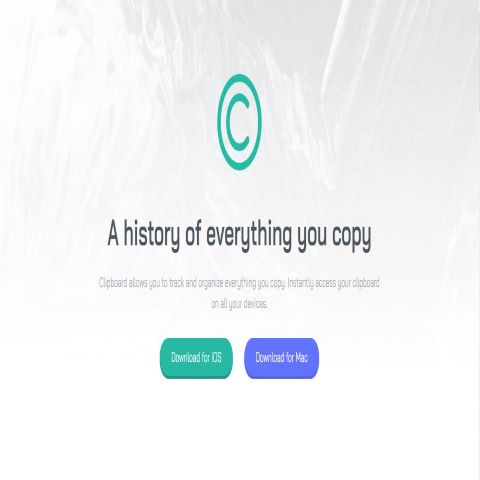 ©
A history of everything you copy
Clipboard allows you to track and organize everything you copy. Instantly access your clipboard
on all your devices.
Download for iOS
Download for Mac